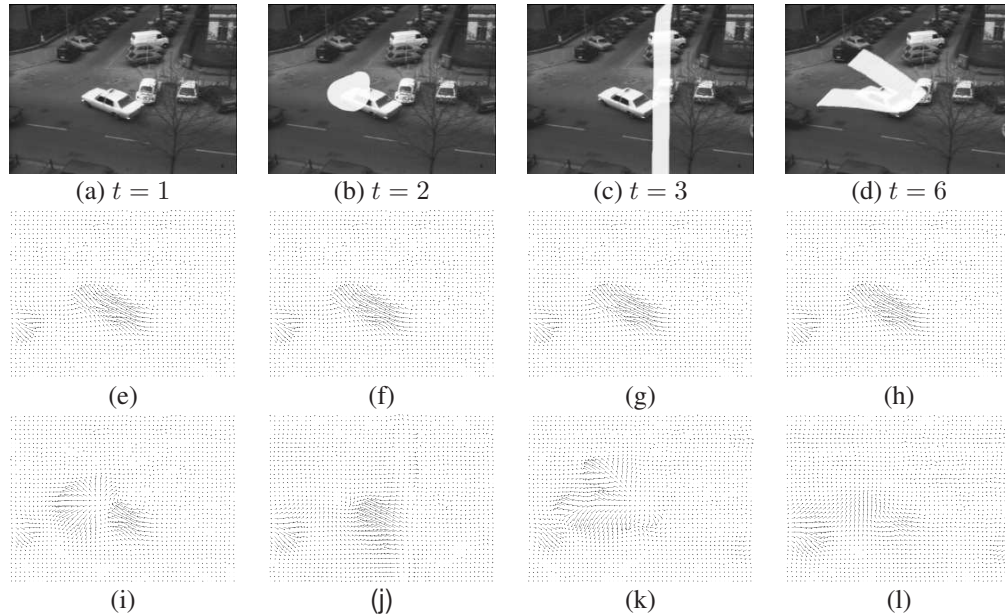 (a) t = 1
(b) t = 2
(c) t = 3
(d) t = 6
(e)
(f)
(g)
(h)
(i)
(j)
(k)
(l)